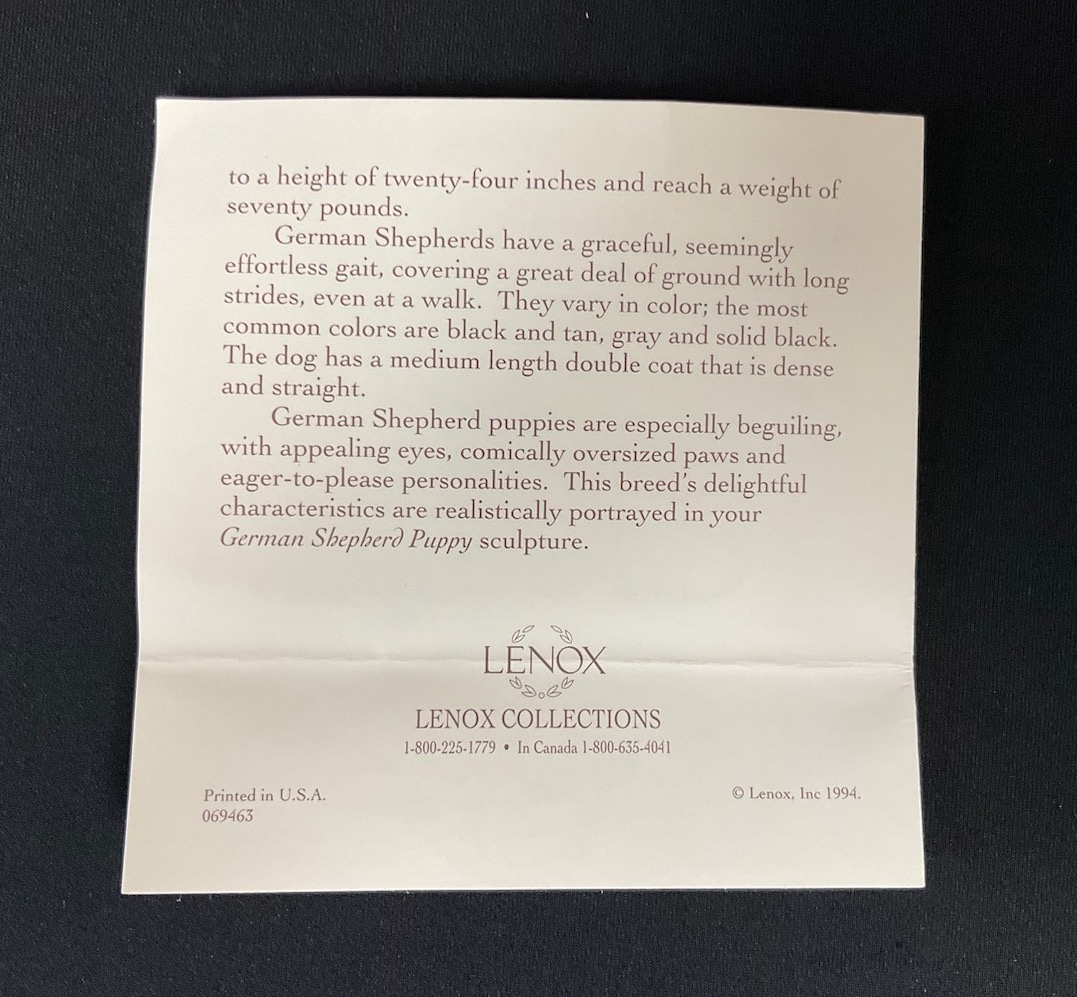 to a height of twenty-four inches and reach a weight of
seventy pounds.
German Shepherds have a graceful, seemingly
effortless gait, covering a great deal of ground with long
strides, even at a walk. They vary in color; the most
common colors are black and tan, gray and solid black.
The dog has a medium length double coat that is dense
and straight.
German Shepherd puppies are especially beguiling,
with appealing eyes, comically oversized paws and
eager-to-please personalities. This breed's delightful
characteristics are realistically portrayed in your
German Shepherd Puppy sculpture.
LENOX
LENOX COLLECTIONS
1-800-225-1779 • In Canada 1-800-635-4041
Printed in U.S.A.
069463
© Lenox, Inc 1994.